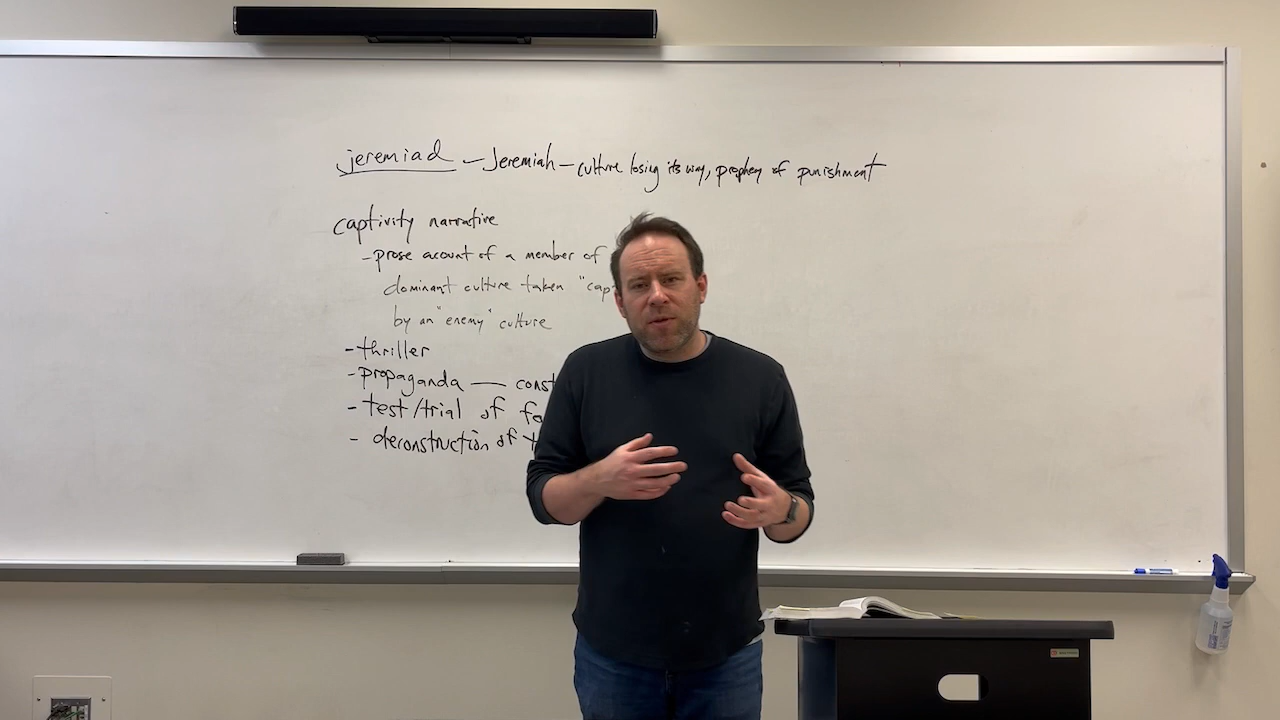 jeremiad - Jeremiah - culture losing its way, prophecy of punishment
captivity narrative
- prose account of a member of
dominant culture taken "cap
by an "enemy" culture
- thriller
- propaganda — const
- test/trial of fa
- deconstruction of t